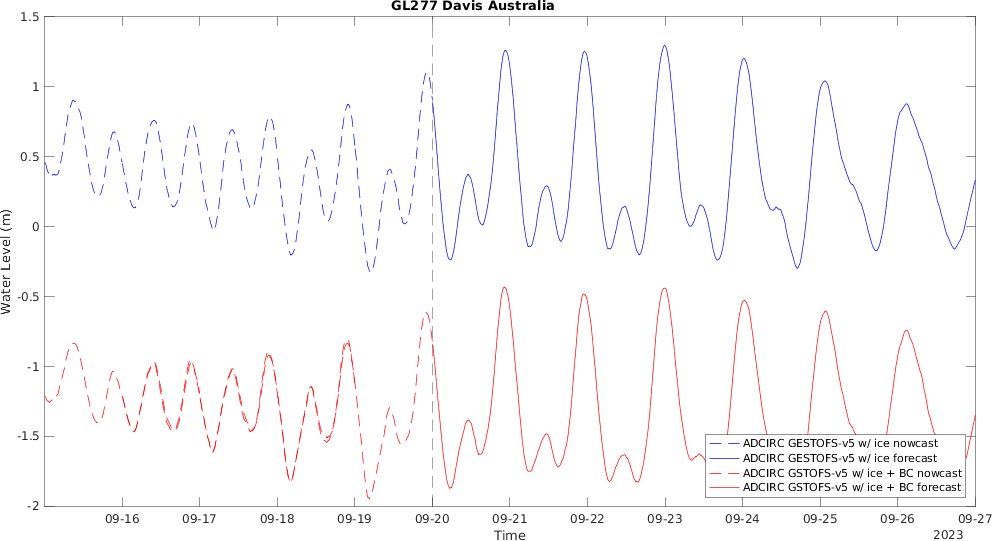 GL277 Davis Australia
1.5
1
0.5
0
-0.5
-1
-1.5
-2
Water Level (m)
ADCIRC GESTOFS-v5 w/ ice nowcast
ADCIRC GESTOFS-v5 w/ ice forecast
ADCIRC GSTOFS-v5 w/ ice + BC nowcast
ADCIRC GSTOFS-v5 w/ ice + BC forecast
09-16 09-17 09-18 09-19 09-20 09-21 09-22 09-23 09-24 09-25 09-26 09-27
Time
2023